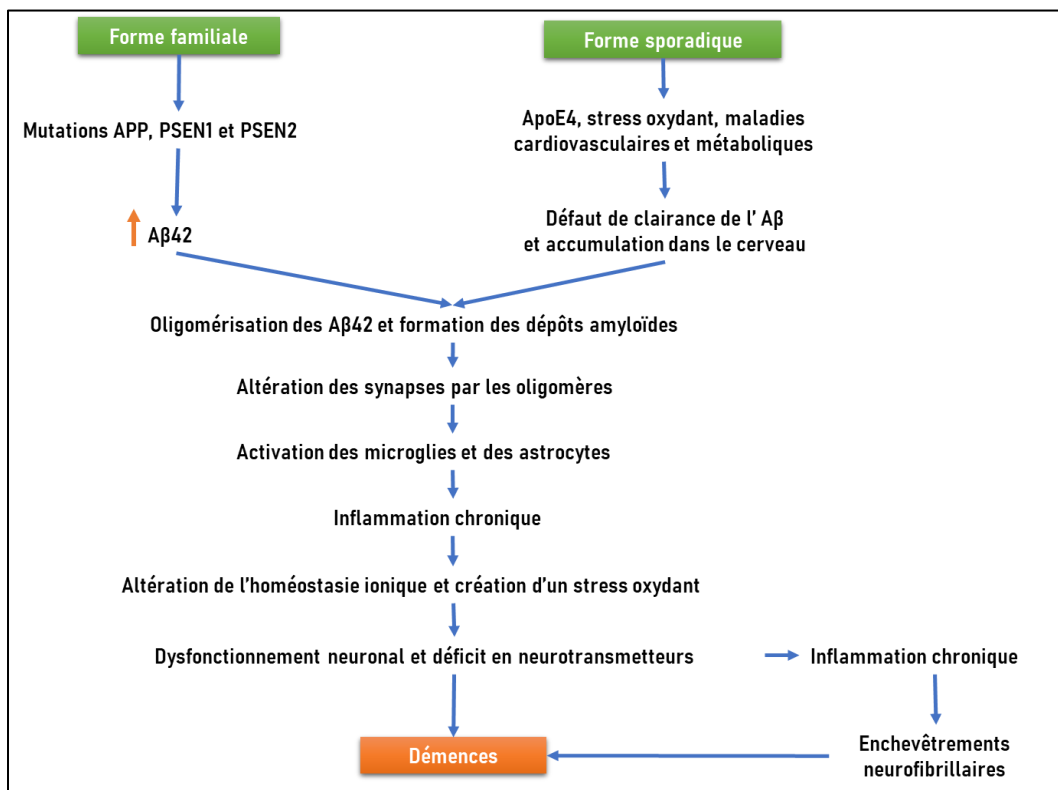 Forme familiale
Forme sporadique
Mutations APP, PSEN1 et PSEN2
ApoE4, stress oxydant, maladies
cardiovasculaires et métaboliques
Aβ42
Défaut de clairance de l' Aβ
et accumulation dans le cerveau
Oligomérisation des Aβ42 et formation des dépôts amyloïdes
Altération des synapses par les oligomères
Activation des microglies et des astrocytes
Inflammation chronique
Altération de l'homéostasie ionique et création d'un stress oxydant
Dysfonctionnement neuronal et déficit en neurotransmetteurs
Inflammation chronique
Enchevêtrements
neurofibrillaires
Démences